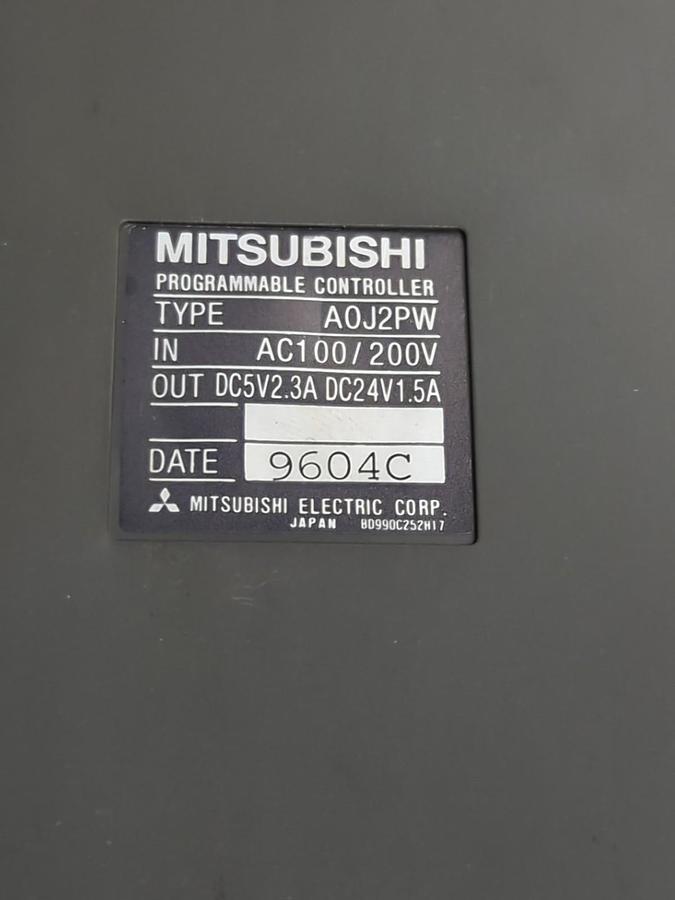 MITSUBISHI
PROGRAMMABLE CONTROLLER
TYPE A0J2PW
IN AC100/200V
OUT DC5V2.3A DC24V1.5A
DATE 9604C
MITSUBISHI ELECTRIC CORP.
JAPAN BD990C252H17